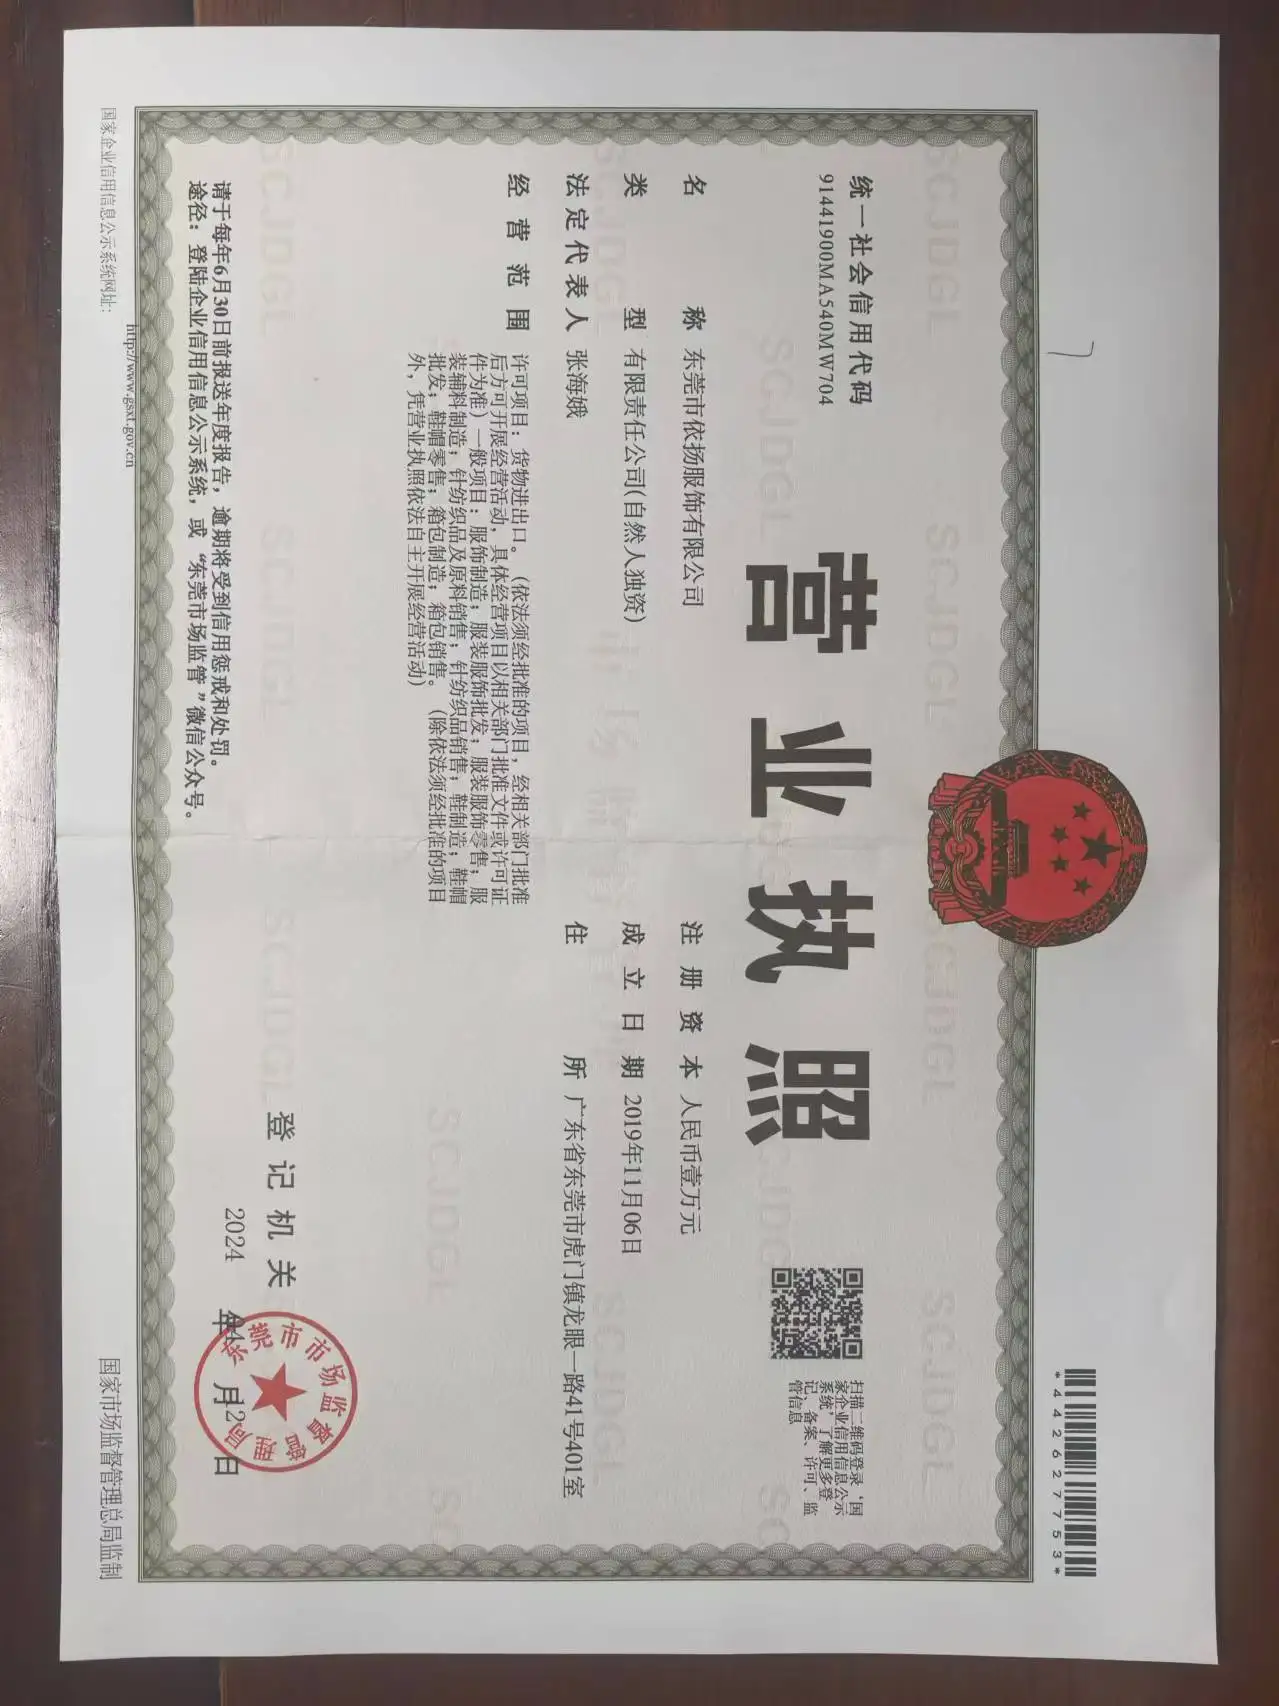 *442627753*
统一社会信用代码
91441900MA540MW704
营业执照
扫描二维码登录‘国
家企业信用信息公示
系统’了解更多登
记、备案、许可、监
管信息
名称 东莞市依扬服饰有限公司
类型 有限责任公司(自然人独资)
法定代表人 张海娥
经营范围 许可项目：货物进出口。（依法须经批准的项目，经相关部门批准
后方可开展经营活动，具体经营项目以相关部门批准文件或许可证
件为准）一般项目：服饰制造；服装服饰批发；服装服饰零售；服
装辅料制造；针纺织品及原料销售；针纺织品销售；鞋制造；鞋帽
批发；鞋帽零售；箱包制造；箱包销售。（除依法须经批准的项目
外，凭营业执照依法自主开展经营活动）
注册资本 人民币壹万元
成立日期 2019年11月06日
住所 广东省东莞市虎门镇龙眼一路41号401室
请于每年6月30日前报送年度报告，逾期将受到信用惩戒和处罚。
途径：登陆企业信用信息公示系统，或“东莞市场监管”微信公众号。
登记机关
2024 年 月 日
东莞市市场监督管理局
国家企业信用信息公示系统网址：
http://www.gsxt.gov.cn
国家市场监督管理总局监制
SCJDGL